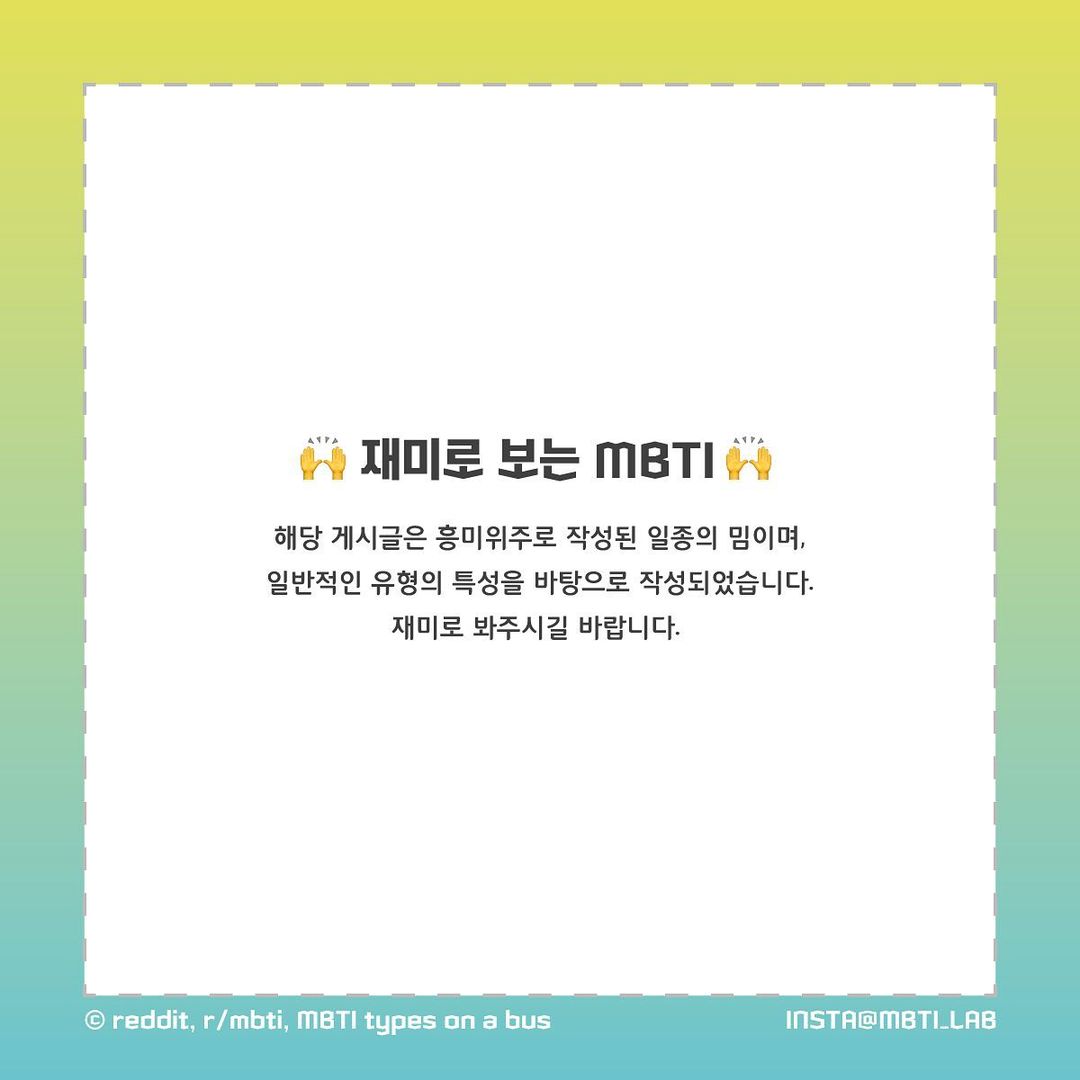 🙌 재미로 보는 MBTI 🙌
해당 게시글은 흥미위주로 작성된 일종의 밈이며,
일반적인 유형의 특성을 바탕으로 작성되었습니다.
재미로 봐주시길 바랍니다.
© reddit, r/mbti, MBTI types on a bus
INSTA@MBTI_LAB